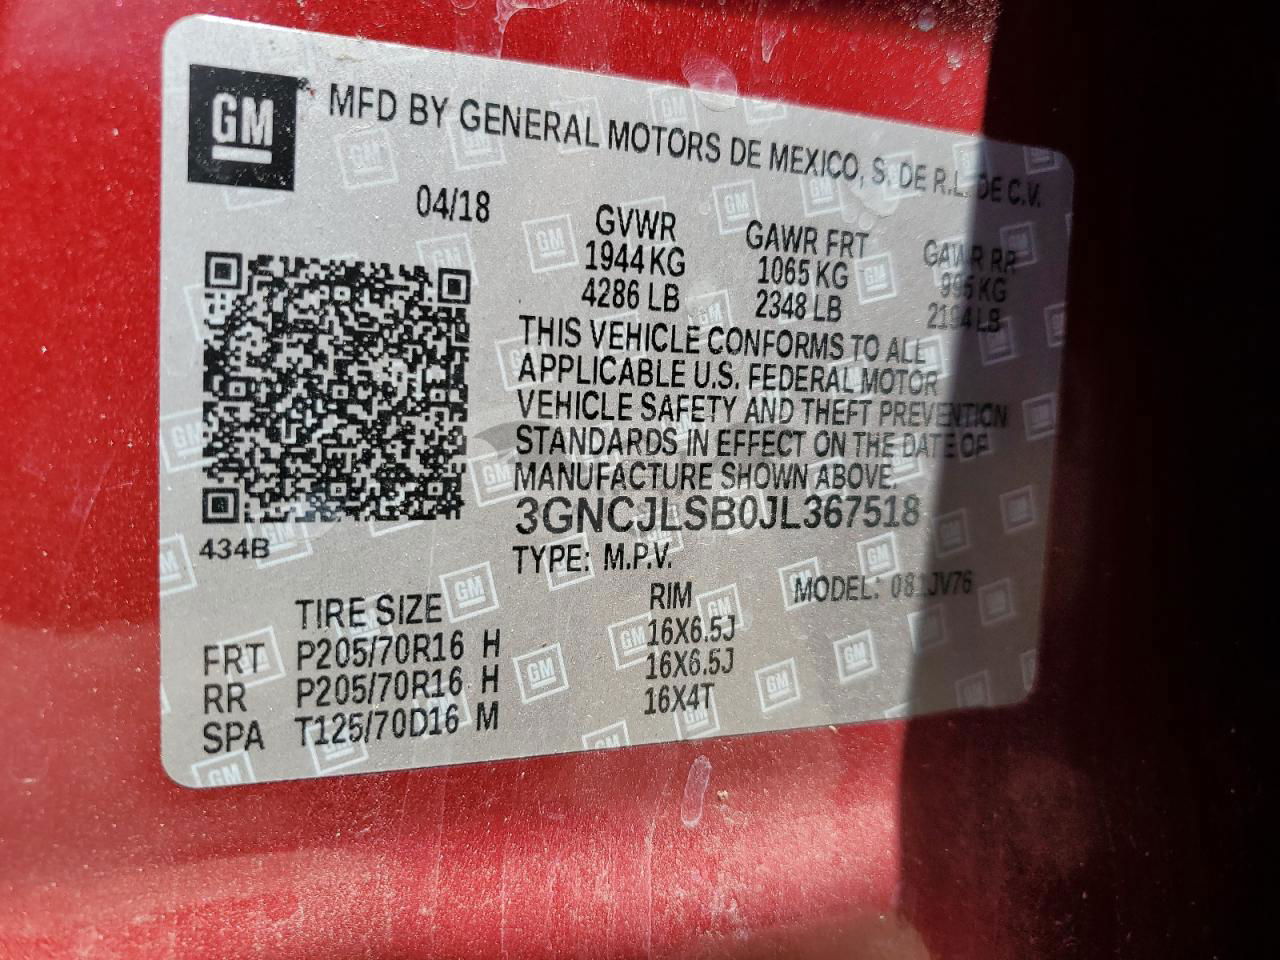 GM
MFD BY GENERAL MOTORS DE MEXICO, S. DE R.L. DE C.V.
04/18
GVWR GAWR FRT GAWR RR
1944 KG 1065 KG 995 KG
4286 LB 2348 LB 2194 LB
THIS VEHICLE CONFORMS TO ALL
APPLICABLE U.S. FEDERAL MOTOR
VEHICLE SAFETY AND THEFT PREVENTION
STANDARDS IN EFFECT ON THE DATE OF
MANUFACTURE SHOWN ABOVE.
3GNCJLSB0JL367518
434B
TYPE: M.P.V. MODEL: 081JV76
TIRE SIZE RIM
FRT P205/70R16 H 16X6.5J
RR P205/70R16 H 16X6.5J
SPA T125/70D16 M 16X4T